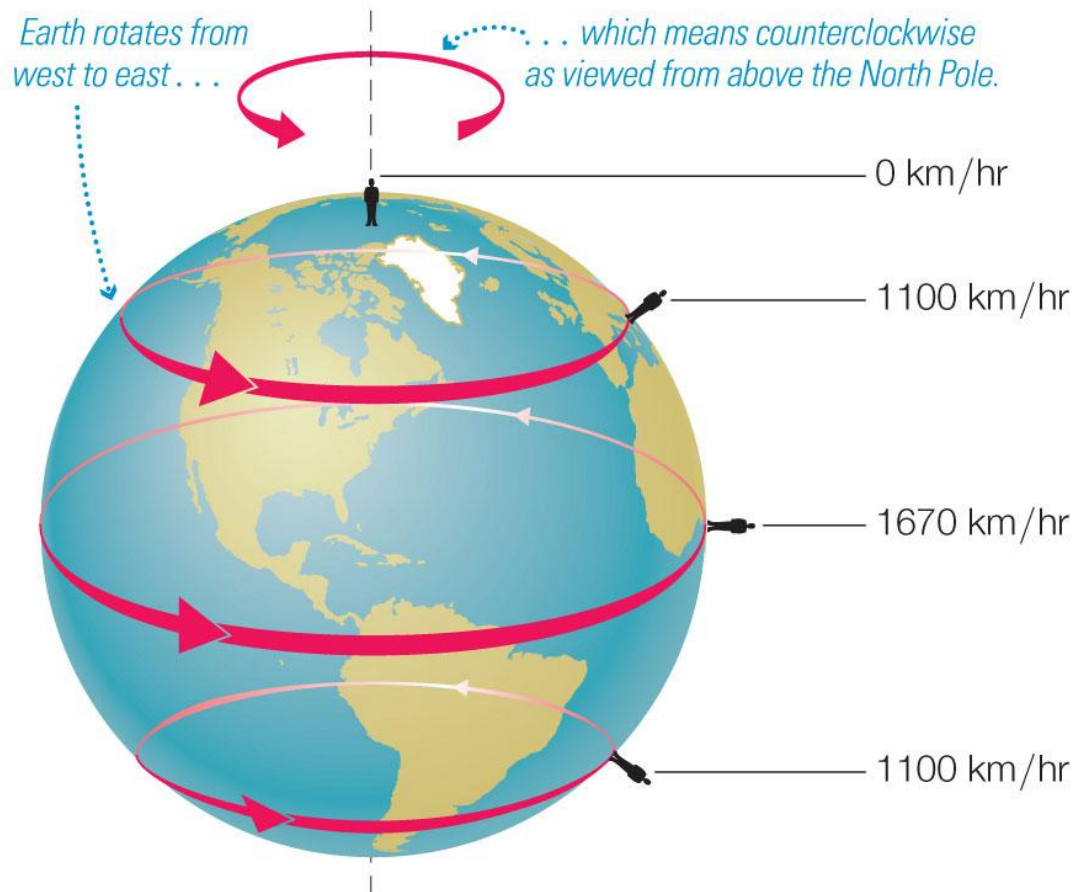 Earth rotates from
west to east . . .
. . . which means counterclockwise
as viewed from above the North Pole.
0 km/hr
1100 km/hr
1670 km/hr
1100 km/hr